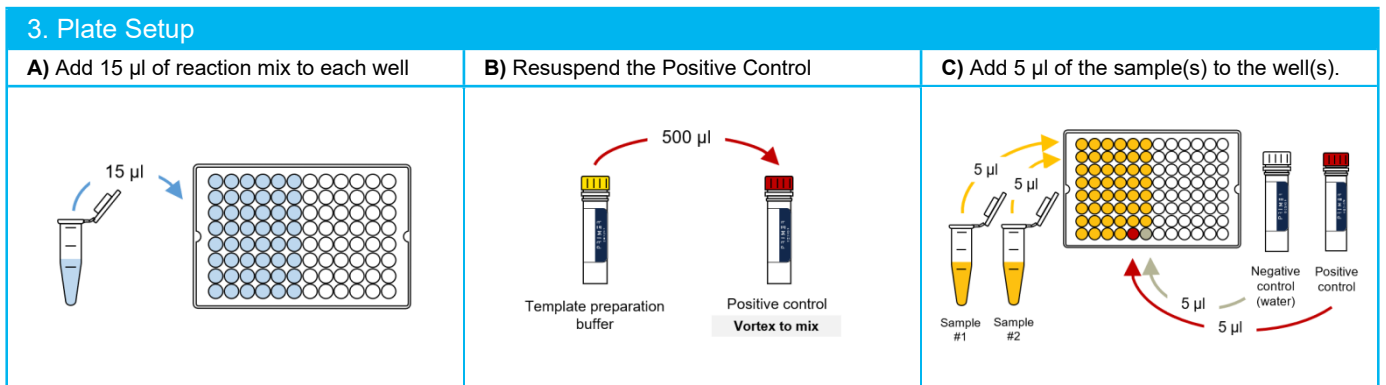 3. Plate Setup
A) Add 15 µl of reaction mix to each well
B) Resuspend the Positive Control
C) Add 5 µl of the sample(s) to the well(s).
15 µl
500 µl
Template preparation
buffer
Positive control
Vortex to mix
5 µl
5 µl
Sample
#1
Sample
#2
Negative
control
(water)
Positive
control
5 µl
5 µl